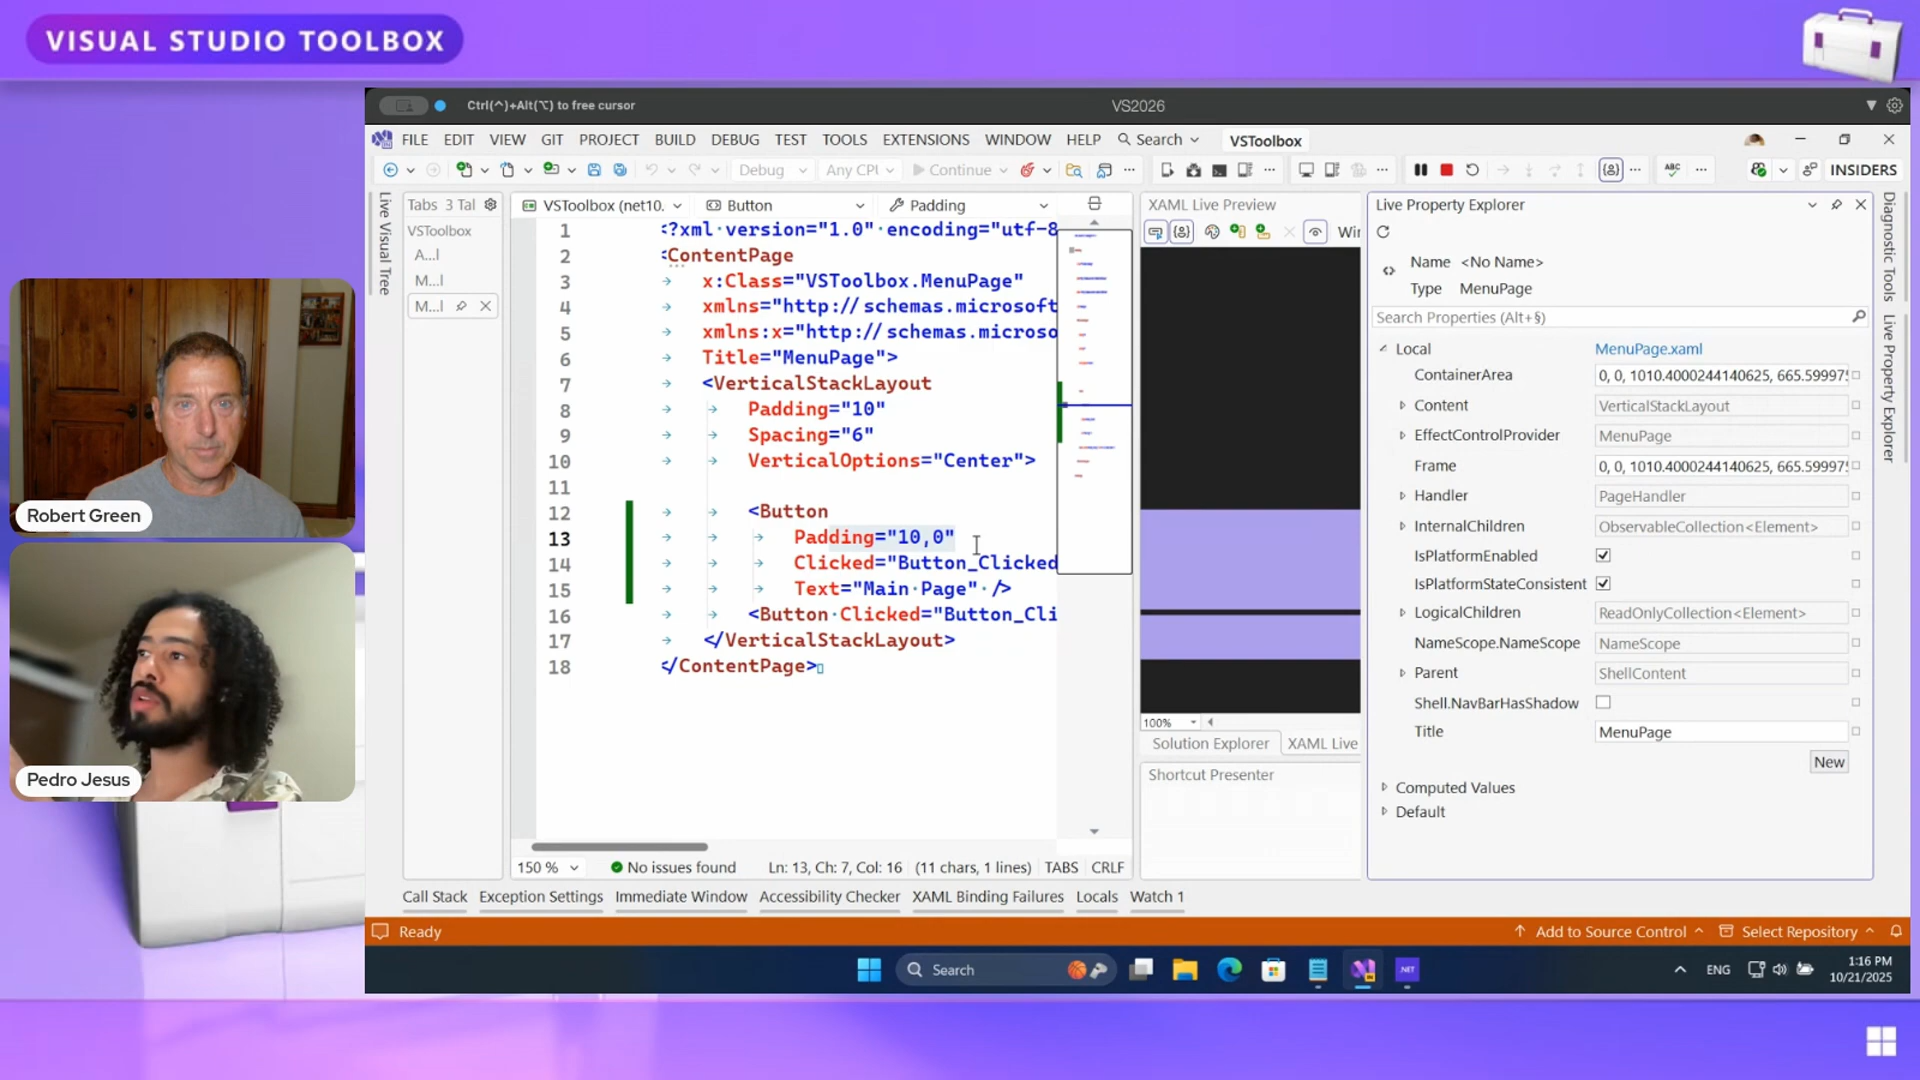 VISUAL STUDIO TOOLBOX
Ctrl(^)+Alt(⌥) to free cursor
VS2026
FILE EDIT VIEW GIT PROJECT BUILD DEBUG TEST TOOLS EXTENSIONS WINDOW HELP Search VSToolbox
Debug Any CPU Continue INSIDERS
Live Visual Tree
Tabs 3 Tal
VSToolbox
A...l
M...l
M...l
VSToolbox (net10. Button Padding
1 <?xml version="1.0" encoding="utf-8
2 <ContentPage
3 x:Class="VSToolbox.MenuPage"
4 xmlns="http://schemas.microsoft
5 xmlns:x="http://schemas.microso
6 Title="MenuPage">
7 <VerticalStackLayout
8 Padding="10"
9 Spacing="6"
10 VerticalOptions="Center">
11
12 <Button
13 Padding="10,0"
14 Clicked="Button_Clicked
15 Text="Main Page" />
16 <Button Clicked="Button_Cli
17 </VerticalStackLayout>
18 </ContentPage>
150 % No issues found Ln: 13, Ch: 7, Col: 16 (11 chars, 1 lines) TABS CRLF
XAML Live Preview
Wi
100%
Solution Explorer XAML Live
Shortcut Presenter
Live Property Explorer
Name <No Name>
Type MenuPage
Search Properties (Alt+§)
Local MenuPage.xaml
ContainerArea 0, 0, 1010.4000244140625, 665.59997
Content VerticalStackLayout
EffectControlProvider MenuPage
Frame 0, 0, 1010.4000244140625, 665.59997
Handler PageHandler
InternalChildren ObservableCollection<Element>
IsPlatformEnabled
IsPlatformStateConsistent
LogicalChildren ReadOnlyCollection<Element>
NameScope.NameScope NameScope
Parent ShellContent
Shell.NavBarHasShadow
Title MenuPage
New
Computed Values
Default
Diagnostic Tools
Live Property Explorer
Call Stack Exception Settings Immediate Window Accessibility Checker XAML Binding Failures Locals Watch 1
Ready Add to Source Control Select Repository
Search ENG 1:16 PM
10/21/2025
Robert Green
Pedro Jesus